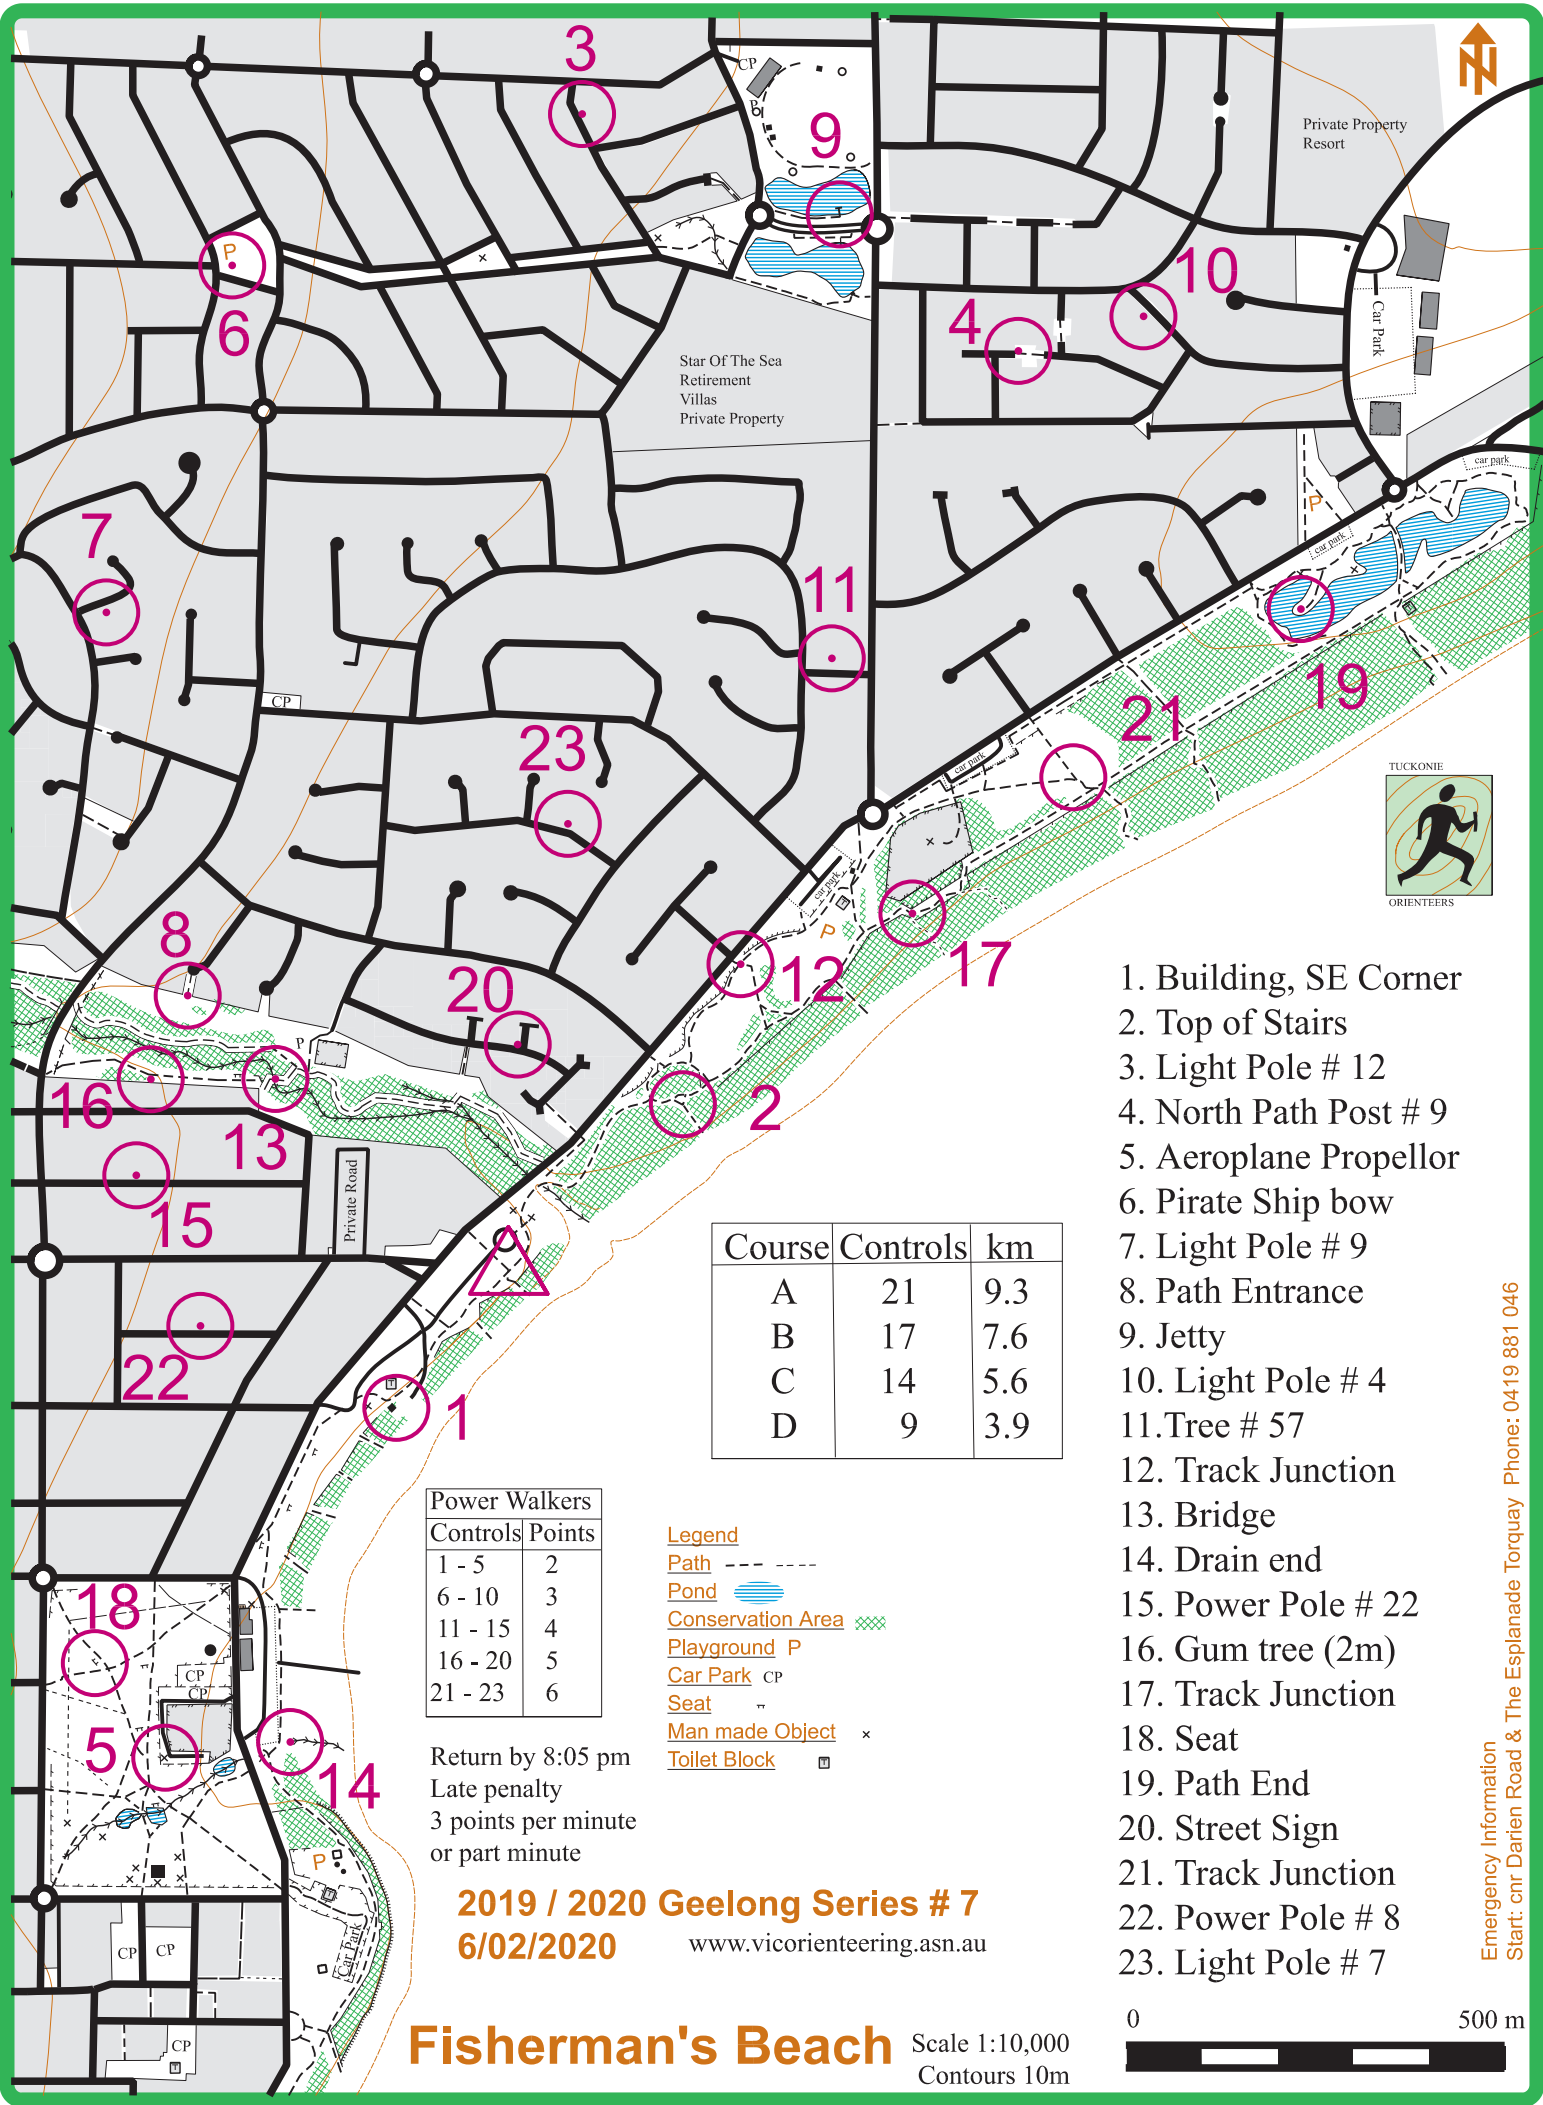 3
CP
P
9
Private Property
Resort
P
6
10
4
Car Park
Star Of The Sea
Retirement
Villas
Private Property
car park
P
car park
7
11
19
CP
23
21
car park
TUCKONIE
ORIENTEERS
car park
T
P
8
12
17
20
P
16
13
2
15
Private Road
22
T
1
18
CP
CP
5
14
P
T
Car Park
CP
CP
CP
T
Course Controls km
A 21 9.3
B 17 7.6
C 14 5.6
D 9 3.9
Power Walkers
Controls Points
1 - 5 2
6 - 10 3
11 - 15 4
16 - 20 5
21 - 23 6
Return by 8:05 pm
Late penalty
3 points per minute
or part minute
Legend
Path
Pond
Conservation Area
Playground P
Car Park CP
Seat
Man made Object ×
Toilet Block T
1. Building, SE Corner
2. Top of Stairs
3. Light Pole # 12
4. North Path Post # 9
5. Aeroplane Propellor
6. Pirate Ship bow
7. Light Pole # 9
8. Path Entrance
9. Jetty
10. Light Pole # 4
11.Tree # 57
12. Track Junction
13. Bridge
14. Drain end
15. Power Pole # 22
16. Gum tree (2m)
17. Track Junction
18. Seat
19. Path End
20. Street Sign
21. Track Junction
22. Power Pole # 8
23. Light Pole # 7
Emergency Information
Start: cnr Darien Road & The Esplanade Torquay Phone: 0419 881 046
2019 / 2020 Geelong Series # 7
6/02/2020 www.vicorienteering.asn.au
Fisherman's Beach
Scale 1:10,000
Contours 10m
0 500 m